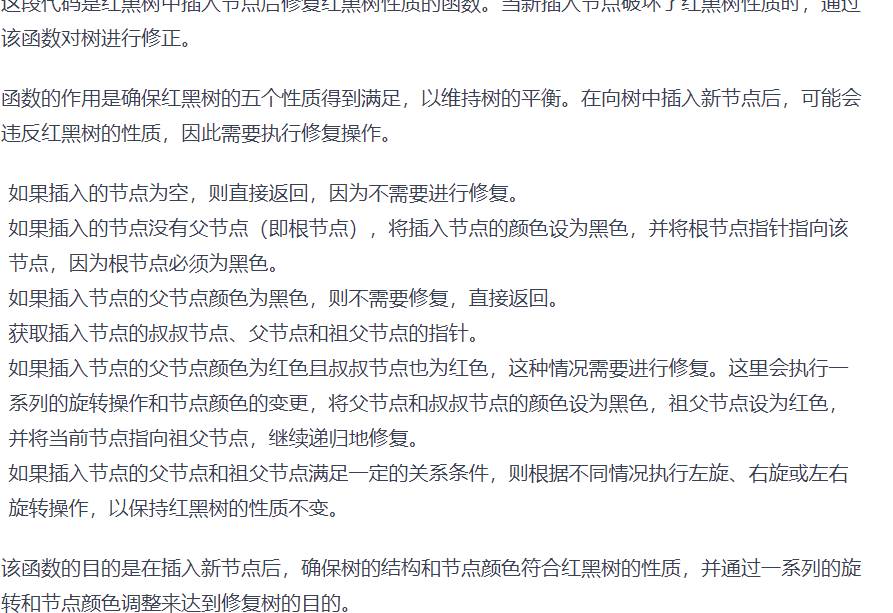 这段代码是红黑树中插入节点后修复红黑树性质的函数。当新插入节点破坏了红黑树性质时，通过
该函数对树进行修正。
函数的作用是确保红黑树的五个性质得到满足，以维持树的平衡。在向树中插入新节点后，可能会
违反红黑树的性质，因此需要执行修复操作。
如果插入的节点为空，则直接返回，因为不需要进行修复。
如果插入的节点没有父节点（即根节点），将插入节点的颜色设为黑色，并将根节点指针指向该
节点，因为根节点必须为黑色。
如果插入节点的父节点颜色为黑色，则不需要修复，直接返回。
获取插入节点的叔叔节点、父节点和祖父节点的指针。
如果插入节点的父节点颜色为红色且叔叔节点也为红色，这种情况需要进行修复。这里会执行一
系列的旋转操作和节点颜色的变更，将父节点和叔叔节点的颜色设为黑色，祖父节点设为红色，
并将当前节点指向祖父节点，继续递归地修复。
如果插入节点的父节点和祖父节点满足一定的关系条件，则根据不同情况执行左旋、右旋或左右
旋转操作，以保持红黑树的性质不变。
该函数的目的是在插入新节点后，确保树的结构和节点颜色符合红黑树的性质，并通过一系列的旋
转和节点颜色调整来达到修复树的目的。